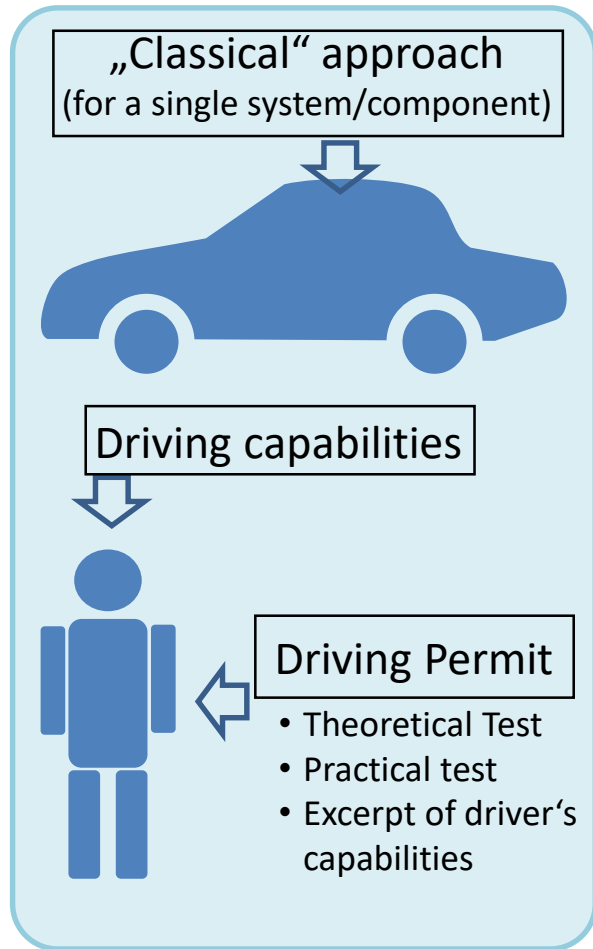 „Classical“ approach
(for a single system/component)
Driving capabilities
Driving Permit
• Theoretical Test
• Practical test
• Excerpt of driver‘s
capabilities